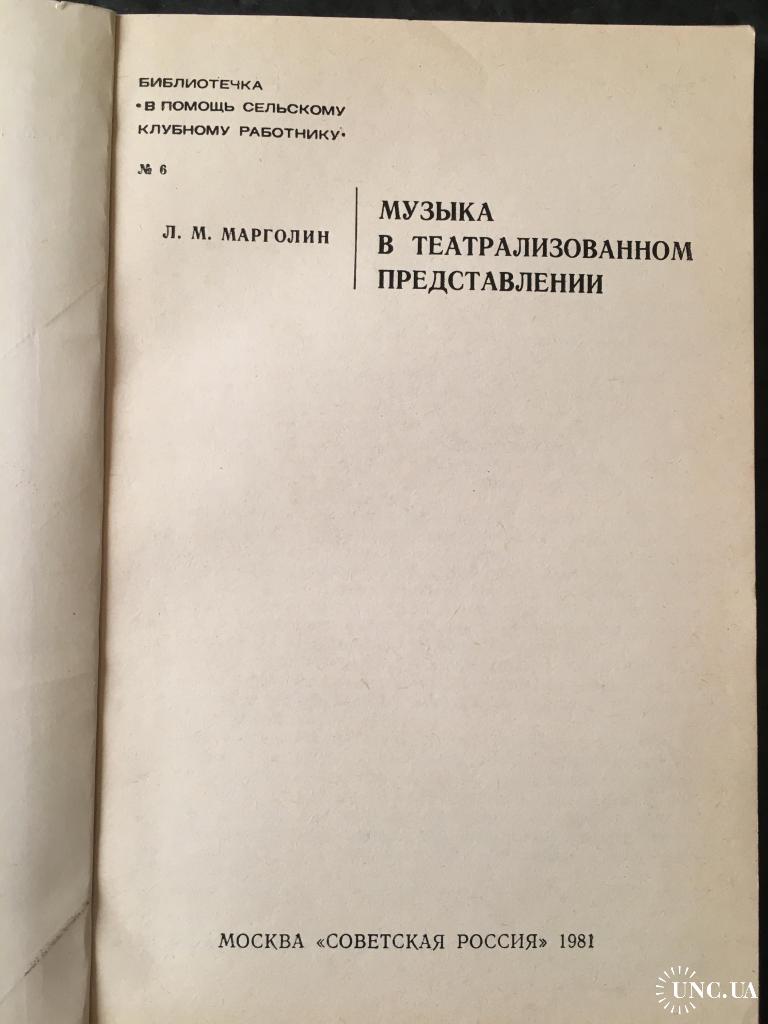 БИБЛИОТЕЧКА
«В ПОМОЩЬ СЕЛЬСКОМУ
КЛУБНОМУ РАБОТНИКУ»
№ 6
Л. М. МАРГОЛИН
МУЗЫКА
В ТЕАТРАЛИЗОВАННОМ
ПРЕДСТАВЛЕНИИ
МОСКВА «СОВЕТСКАЯ РОССИЯ» 1981
UNC.UA